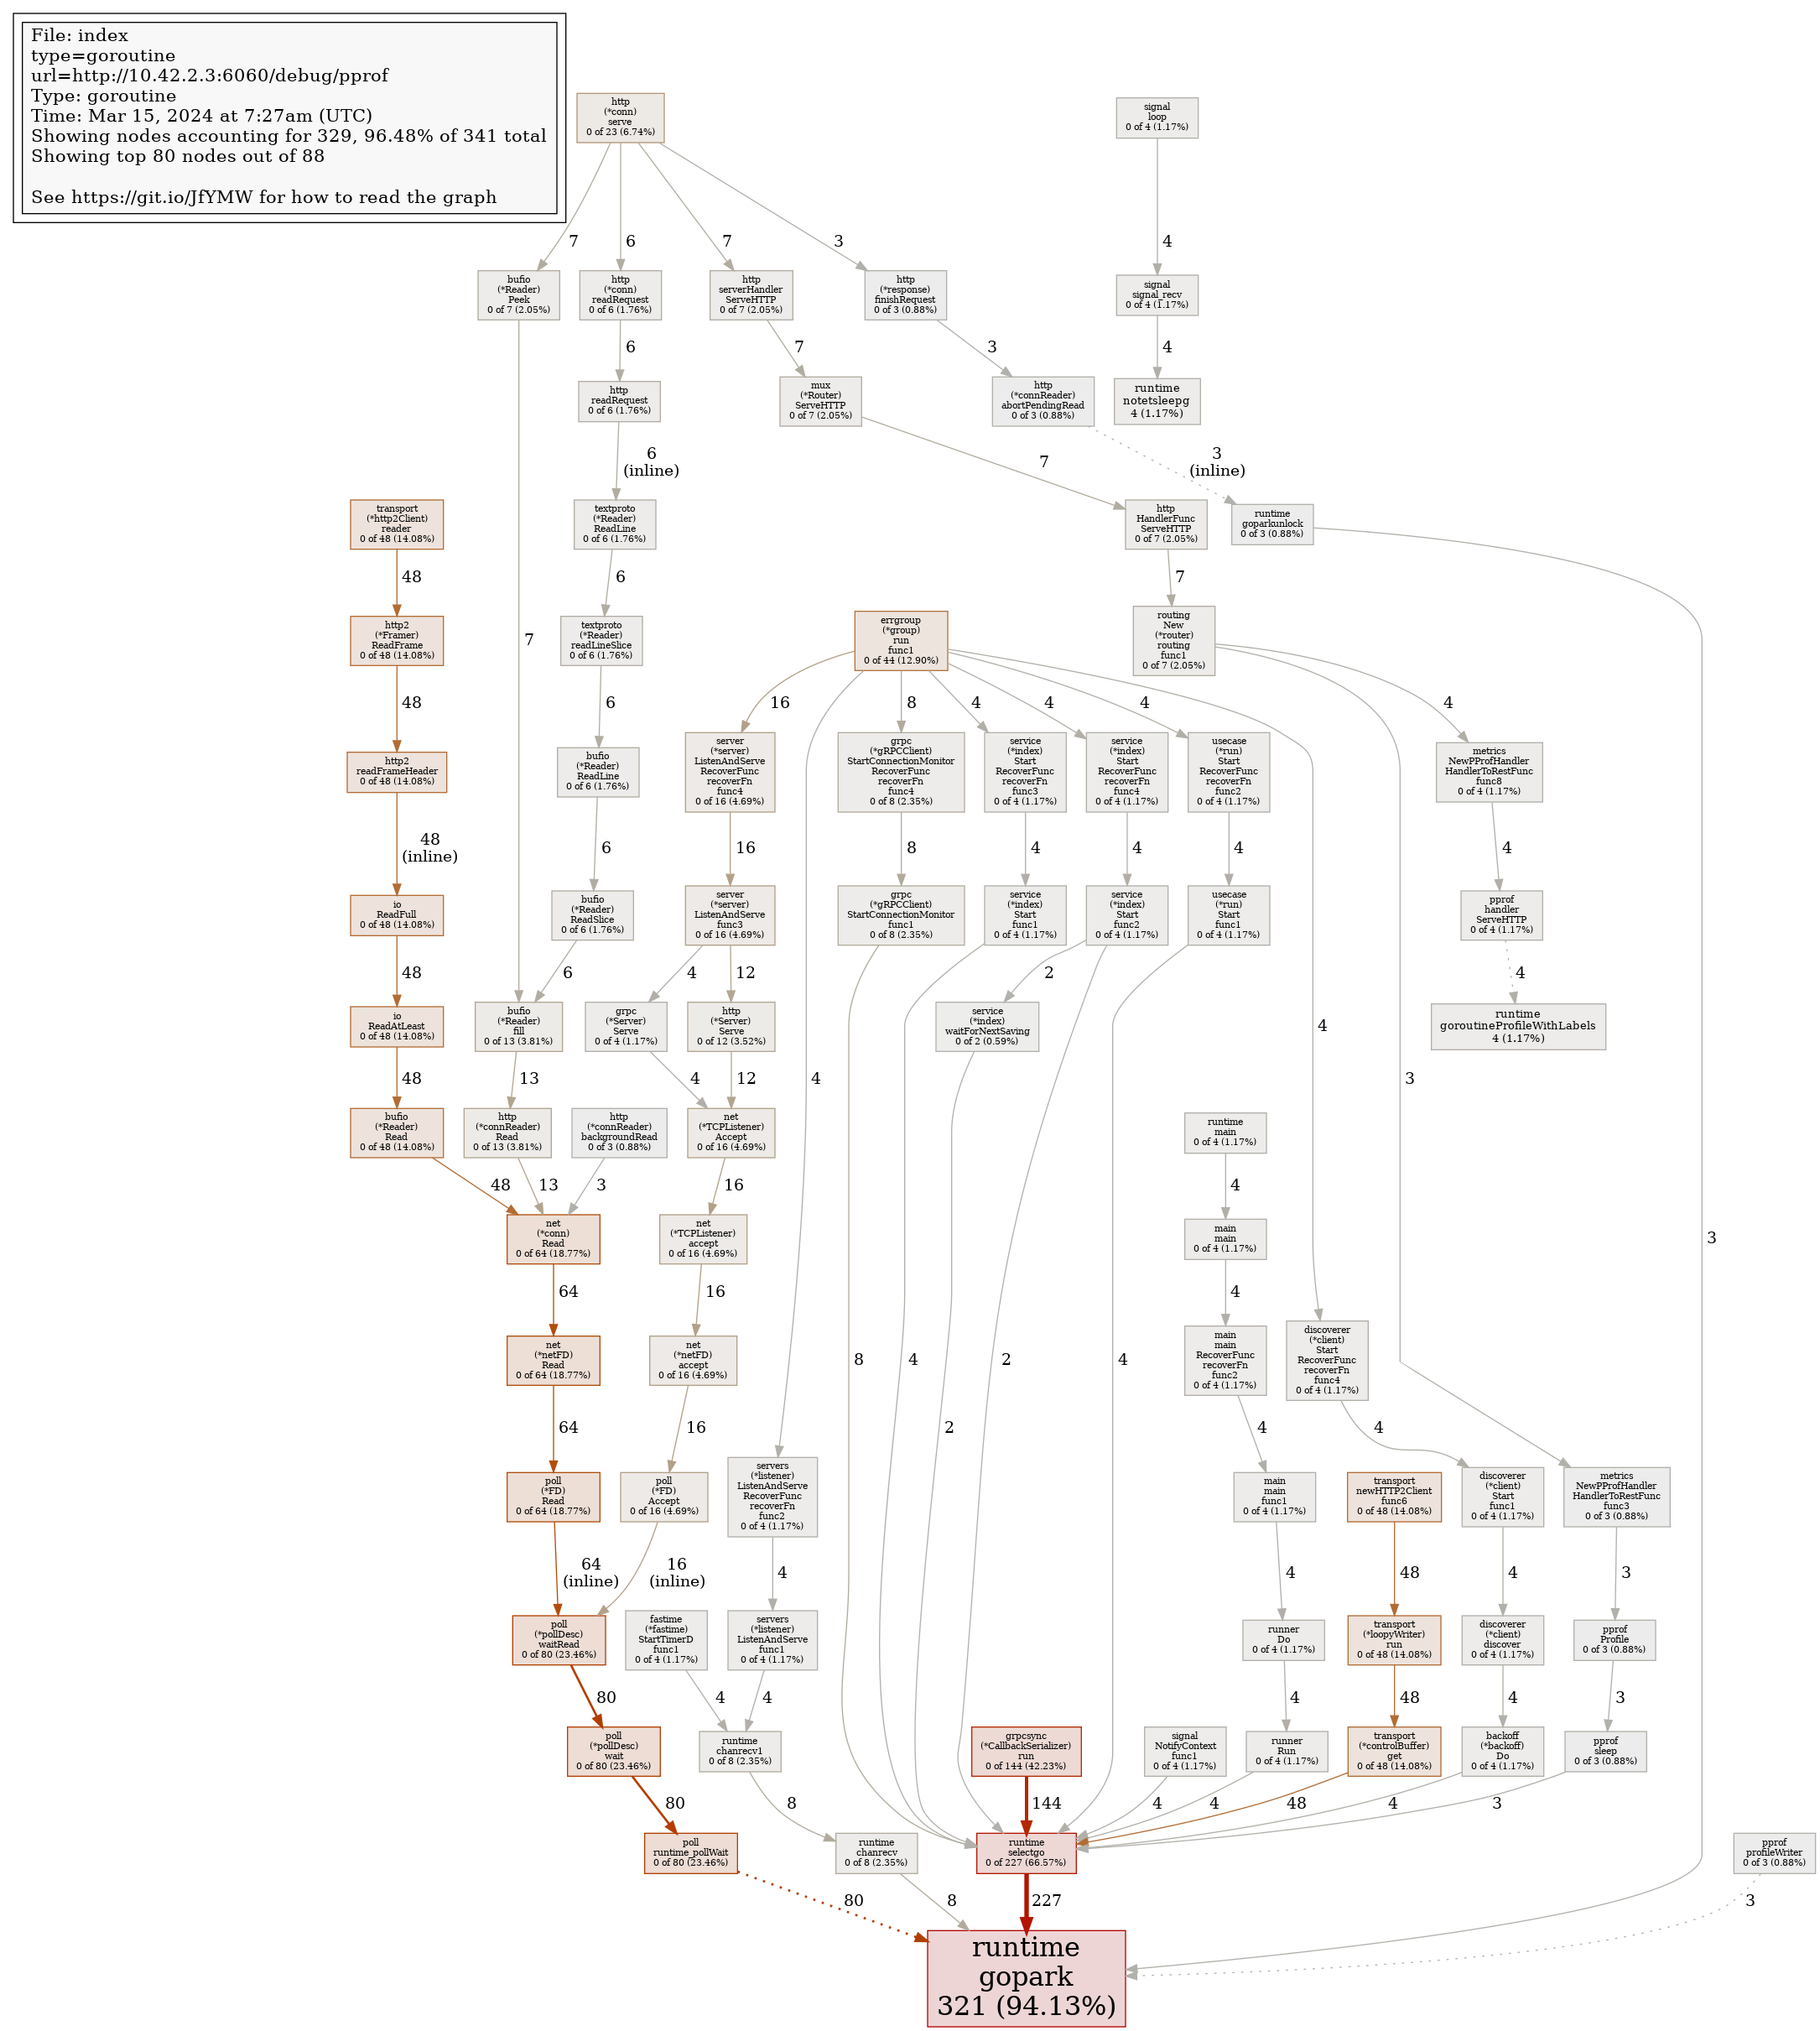 File: index
type=goroutine
url=http://10.42.2.3:6060/debug/pprof
Type: goroutine
Time: Mar 15, 2024 at 7:27am (UTC)
Showing nodes accounting for 329, 96.48% of 341 total
Showing top 80 nodes out of 88
See https://git.io/JfYMW for how to read the graph
http
(*conn)
serve
0 of 23 (6.74%)
signal
loop
0 of 4 (1.17%)
7
6
7
3
4
bufio
(*Reader)
Peek
0 of 7 (2.05%)
http
(*conn)
readRequest
0 of 6 (1.76%)
http
serverHandler
ServeHTTP
0 of 7 (2.05%)
http
(*response)
finishRequest
0 of 3 (0.88%)
signal
signal_recv
0 of 4 (1.17%)
6
7
3
4
http
readRequest
0 of 6 (1.76%)
mux
(*Router)
ServeHTTP
0 of 7 (2.05%)
http
(*connReader)
abortPendingRead
0 of 3 (0.88%)
runtime
notetsleepg
4 (1.17%)
6
(inline)
7
3
(inline)
transport
(*http2Client)
reader
0 of 48 (14.08%)
textproto
(*Reader)
ReadLine
0 of 6 (1.76%)
http
HandlerFunc
ServeHTTP
0 of 7 (2.05%)
runtime
goparkunlock
0 of 3 (0.88%)
48
6
7
http2
(*Framer)
ReadFrame
0 of 48 (14.08%)
7
textproto
(*Reader)
readLineSlice
0 of 6 (1.76%)
errgroup
(*group)
run
func1
0 of 44 (12.90%)
routing
New
(*router)
routing
func1
0 of 7 (2.05%)
48
6
16
8
4
4
4
4
http2
readFrameHeader
0 of 48 (14.08%)
bufio
(*Reader)
ReadLine
0 of 6 (1.76%)
server
(*server)
ListenAndServe
RecoverFunc
recoverFn
func4
0 of 16 (4.69%)
grpc
(*gRPCClient)
StartConnectionMonitor
RecoverFunc
recoverFn
func4
0 of 8 (2.35%)
service
(*index)
Start
RecoverFunc
recoverFn
func3
0 of 4 (1.17%)
service
(*index)
Start
RecoverFunc
recoverFn
func4
0 of 4 (1.17%)
usecase
(*run)
Start
RecoverFunc
recoverFn
func2
0 of 4 (1.17%)
metrics
NewPProfHandler
HandlerToRestFunc
func8
0 of 4 (1.17%)
48
(inline)
6
16
8
4
4
4
4
io
ReadFull
0 of 48 (14.08%)
bufio
(*Reader)
ReadSlice
0 of 6 (1.76%)
server
(*server)
ListenAndServe
func3
0 of 16 (4.69%)
grpc
(*gRPCClient)
StartConnectionMonitor
func1
0 of 8 (2.35%)
service
(*index)
Start
func1
0 of 4 (1.17%)
service
(*index)
Start
func2
0 of 4 (1.17%)
usecase
(*run)
Start
func1
0 of 4 (1.17%)
pprof
handler
ServeHTTP
0 of 4 (1.17%)
48
6
4
12
2
4
io
ReadAtLeast
0 of 48 (14.08%)
bufio
(*Reader)
fill
0 of 13 (3.81%)
grpc
(*Server)
Serve
0 of 4 (1.17%)
http
(*Server)
Serve
0 of 12 (3.52%)
service
(*index)
waitForNextSaving
0 of 2 (0.59%)
4
runtime
goroutineProfileWithLabels
4 (1.17%)
48
13
4
12
4
3
bufio
(*Reader)
Read
0 of 48 (14.08%)
http
(*connReader)
Read
0 of 13 (3.81%)
http
(*connReader)
backgroundRead
0 of 3 (0.88%)
net
(*TCPListener)
Accept
0 of 16 (4.69%)
runtime
main
0 of 4 (1.17%)
48
13
3
16
4
net
(*conn)
Read
0 of 64 (18.77%)
net
(*TCPListener)
accept
0 of 16 (4.69%)
main
main
0 of 4 (1.17%)
3
64
16
4
net
(*netFD)
Read
0 of 64 (18.77%)
net
(*netFD)
accept
0 of 16 (4.69%)
8
4
2
4
main
main
RecoverFunc
recoverFn
func2
0 of 4 (1.17%)
discoverer
(*client)
Start
RecoverFunc
recoverFn
func4
0 of 4 (1.17%)
64
16
2
4
4
poll
(*FD)
Read
0 of 64 (18.77%)
poll
(*FD)
Accept
0 of 16 (4.69%)
servers
(*listener)
ListenAndServe
RecoverFunc
recoverFn
func2
0 of 4 (1.17%)
main
main
func1
0 of 4 (1.17%)
transport
newHTTP2Client
func6
0 of 48 (14.08%)
discoverer
(*client)
Start
func1
0 of 4 (1.17%)
metrics
NewPProfHandler
HandlerToRestFunc
func3
0 of 3 (0.88%)
64
(inline)
16
(inline)
4
4
48
4
3
poll
(*pollDesc)
waitRead
0 of 80 (23.46%)
fastime
(*fastime)
StartTimerD
func1
0 of 4 (1.17%)
servers
(*listener)
ListenAndServe
func1
0 of 4 (1.17%)
runner
Do
0 of 4 (1.17%)
transport
(*loopyWriter)
run
0 of 48 (14.08%)
discoverer
(*client)
discover
0 of 4 (1.17%)
pprof
Profile
0 of 3 (0.88%)
80
4
4
4
48
4
3
poll
(*pollDesc)
wait
0 of 80 (23.46%)
runtime
chanrecv1
0 of 8 (2.35%)
grpcsync
(*CallbackSerializer)
run
0 of 144 (42.23%)
signal
NotifyContext
func1
0 of 4 (1.17%)
runner
Run
0 of 4 (1.17%)
transport
(*controlBuffer)
get
0 of 48 (14.08%)
backoff
(*backoff)
Do
0 of 4 (1.17%)
pprof
sleep
0 of 3 (0.88%)
80
8
144
4
4
48
4
3
poll
runtime_pollWait
0 of 80 (23.46%)
runtime
chanrecv
0 of 8 (2.35%)
runtime
selectgo
0 of 227 (66.57%)
pprof
profileWriter
0 of 3 (0.88%)
80
8
227
3
runtime
gopark
321 (94.13%)